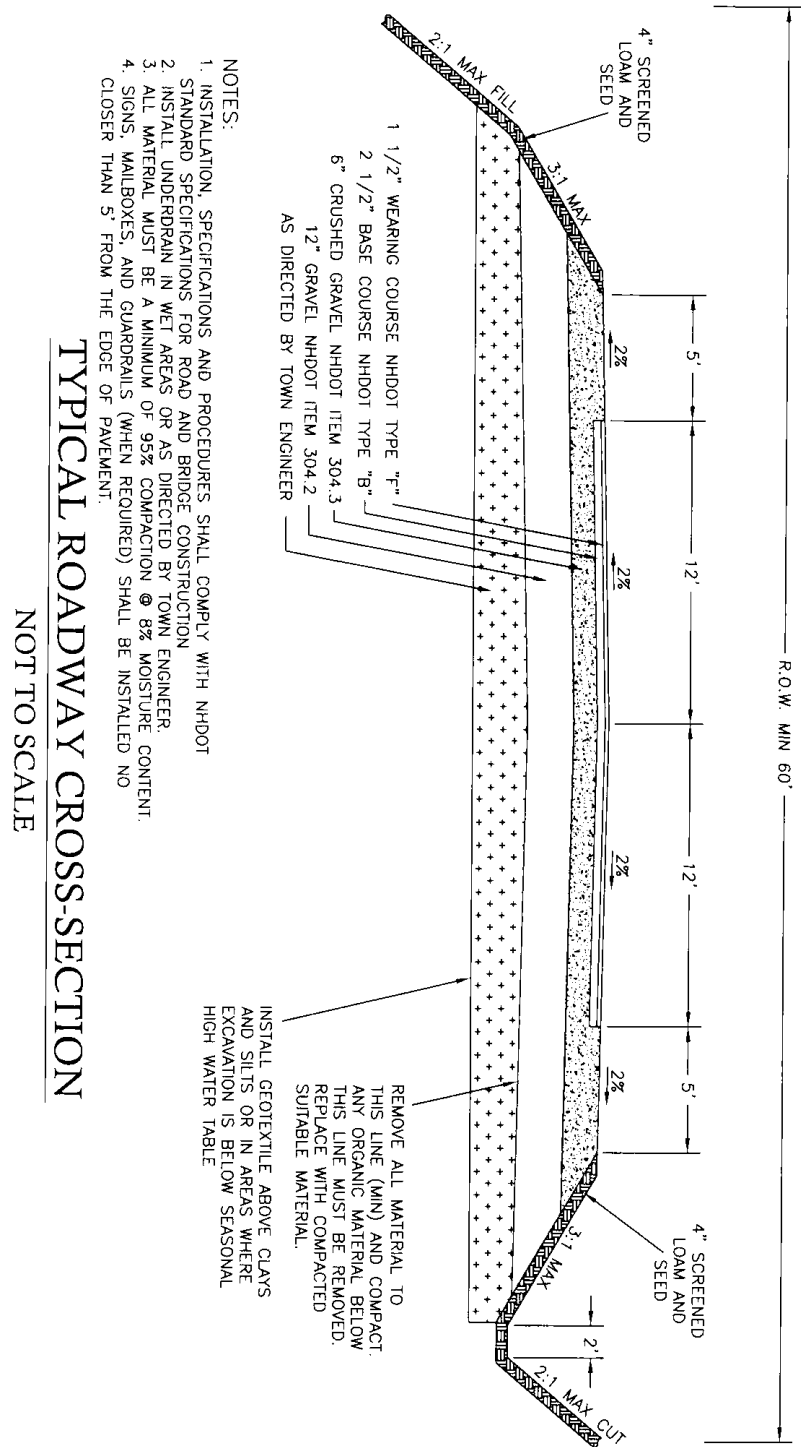 R.O.W. MIN 60'
5'
12'
12'
5'
2'
2%
2%
2%
2%
4" SCREENED
LOAM AND
SEED
4" SCREENED
LOAM AND
SEED
2:1 MAX FILL
3:1 MAX
3:1 MAX
2:1 MAX CUT
1 1/2" WEARING COURSE NHDOT TYPE "F"
2 1/2" BASE COURSE NHDOT TYPE "B"
6" CRUSHED GRAVEL NHDOT ITEM 304.3
12" GRAVEL NHDOT ITEM 304.2
AS DIRECTED BY TOWN ENGINEER
REMOVE ALL MATERIAL TO
THIS LINE (MIN) AND COMPACT.
ANY ORGANIC MATERIAL BELOW
THIS LINE MUST BE REMOVED.
REPLACE WITH COMPACTED
SUITABLE MATERIAL.
INSTALL GEOTEXTILE ABOVE CLAYS
AND SILTS OR IN AREAS WHERE
EXCAVATION IS BELOW SEASONAL
HIGH WATER TABLE
NOTES:
1. INSTALLATION, SPECIFICATIONS AND PROCEDURES SHALL COMPLY WITH NHDOT
STANDARD SPECIFICATIONS FOR ROAD AND BRIDGE CONSTRUCTION
2. INSTALL UNDERDRAIN IN WET AREAS OR AS DIRECTED BY TOWN ENGINEER.
3. ALL MATERIAL MUST BE A MINIMUM OF 95% COMPACTION @ 8% MOISTURE CONTENT.
4. SIGNS, MAILBOXES, AND GUARDRAILS (WHEN REQUIRED) SHALL BE INSTALLED NO
CLOSER THAN 5' FROM THE EDGE OF PAVEMENT.
TYPICAL ROADWAY CROSS-SECTION
NOT TO SCALE